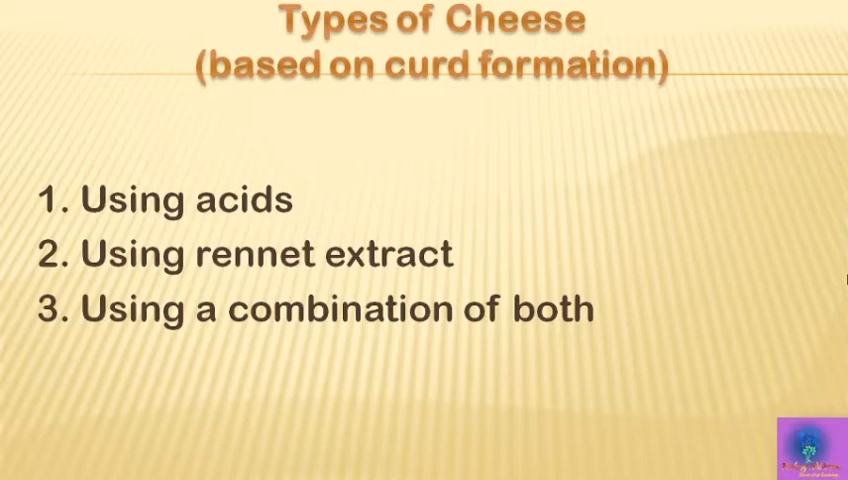 Types of Cheese
(based on curd formation)
1. Using acids
2. Using rennet extract
3. Using a combination of both